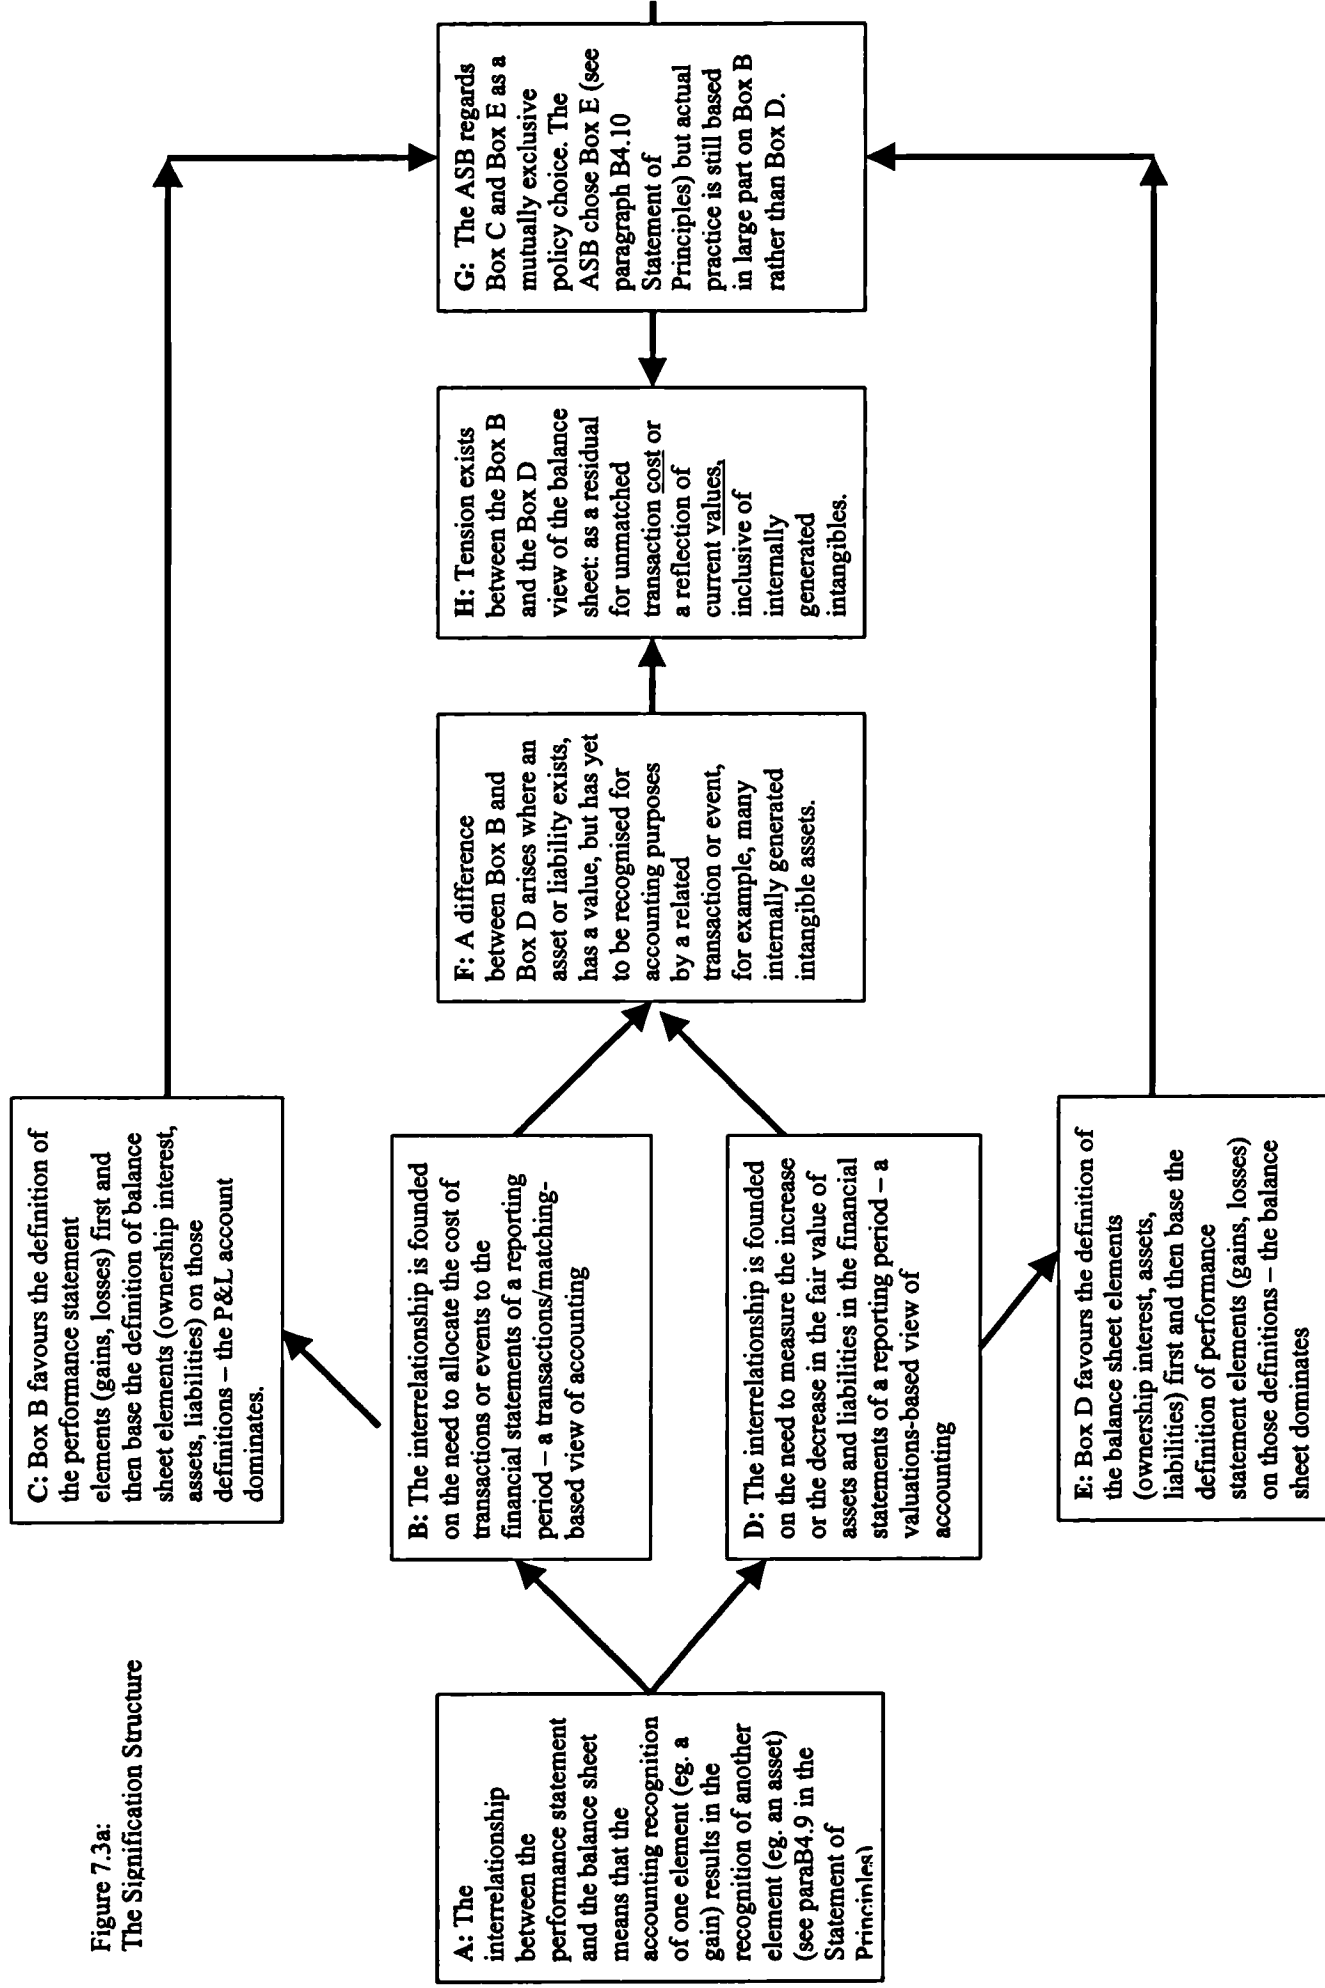 Figure 7.3a:
The Signification Structure
A: The
interrelationship
between the
performance statement
and the balance sheet
means that the
accounting recognition
of one element (eg. a
gain) results in the
recognition of another
element (eg. an asset)
(see paraB4.9 in the
Statement of
Principles)
C: Box B favours the definition of
the performance statement
elements (gains, losses) first and
then base the definition of balance
sheet elements (ownership interest,
assets, liabilities) on those
definitions – the P&L account
dominates.
B: The interrelationship is founded
on the need to allocate the cost of
transactions or events to the
financial statements of a reporting
period – a transactions/matching-
based view of accounting
D: The interrelationship is founded
on the need to measure the increase
or the decrease in the fair value of
assets and liabilities in the financial
statements of a reporting period – a
valuations-based view of
accounting
E: Box D favours the definition of
the balance sheet elements
(ownership interest, assets,
liabilities) first and then base the
definition of performance
statement elements (gains, losses)
on those definitions – the balance
sheet dominates
F: A difference
between Box B and
Box D arises where an
asset or liability exists,
has a value, but has yet
to be recognised for
accounting purposes
by a related
transaction or event,
for example, many
internally generated
intangible assets.
H: Tension exists
between the Box B
and the Box D
view of the balance
sheet: as a residual
for unmatched
transaction cost or
a reflection of
current values,
inclusive of
internally
generated
intangibles.
G: The ASB regards
Box C and Box E as a
mutually exclusive
policy choice. The
ASB chose Box E (see
paragraph B4.10
Statement of
Principles) but actual
practice is still based
in large part on Box B
rather than Box D.